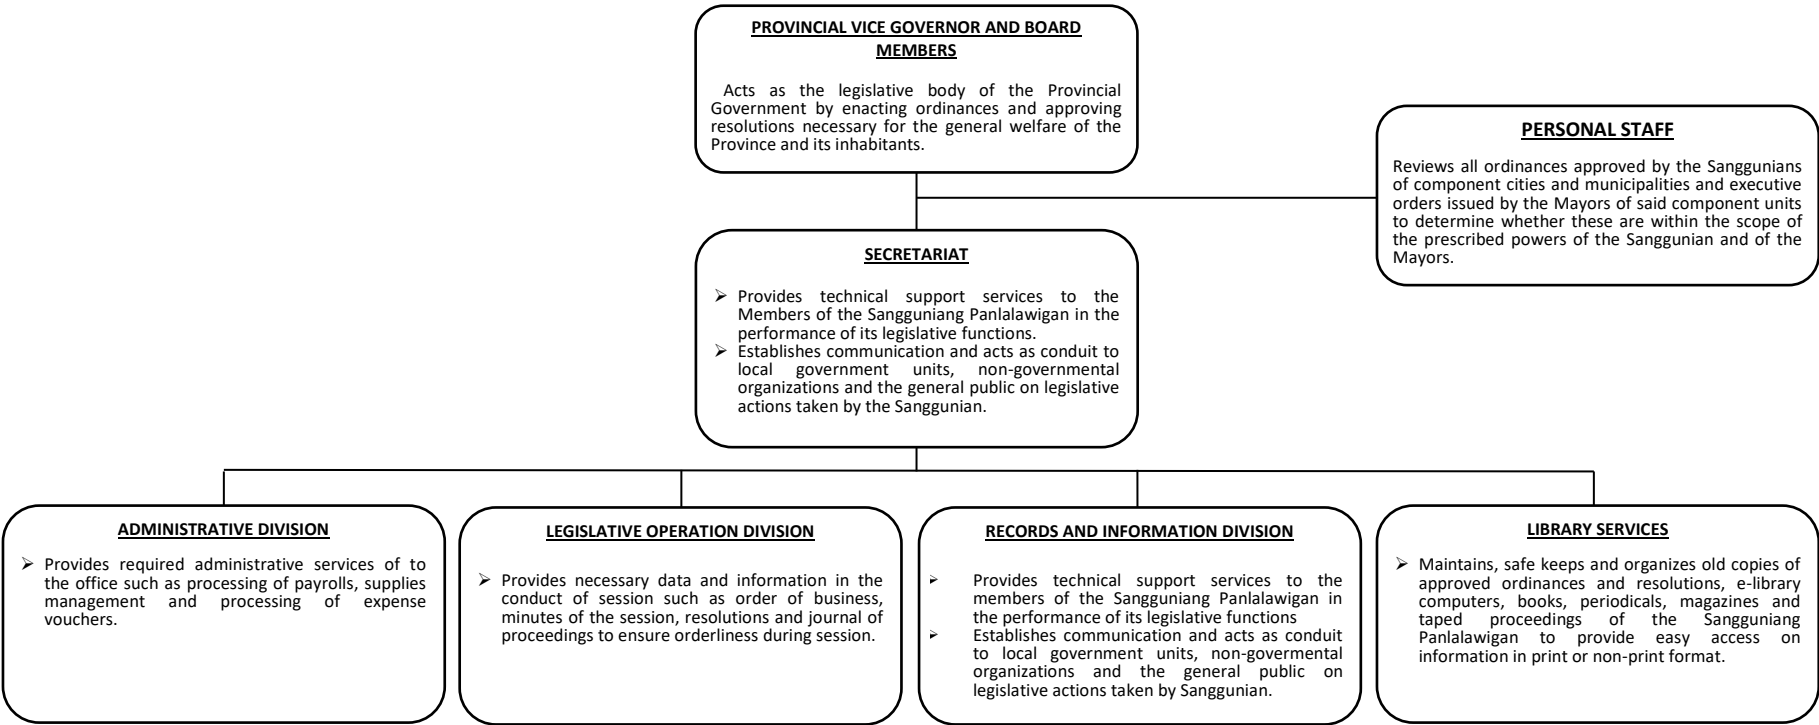 PROVINCIAL VICE GOVERNOR AND BOARD
MEMBERS
Acts as the legislative body of the Provincial
Government by enacting ordinances and approving
resolutions necessary for the general welfare of the
Province and its inhabitants.
PERSONAL STAFF
Reviews all ordinances approved by the Sanggunians
of component cities and municipalities and executive
orders issued by the Mayors of said component units
to determine whether these are within the scope of
the prescribed powers of the Sanggunian and of the
Mayors.
SECRETARIAT
➢ Provides technical support services to the
Members of the Sangguniang Panlalawigan in the
performance of its legislative functions.
➢ Establishes communication and acts as conduit to
local government units, non-governmental
organizations and the general public on legislative
actions taken by the Sanggunian.
ADMINISTRATIVE DIVISION
➢ Provides required administrative services of to
the office such as processing of payrolls, supplies
management and processing of expense
vouchers.
LEGISLATIVE OPERATION DIVISION
➢ Provides necessary data and information in the
conduct of session such as order of business,
minutes of the session, resolutions and journal of
proceedings to ensure orderliness during session.
RECORDS AND INFORMATION DIVISION
➢ Provides technical support services to the
members of the Sangguniang Panlalawigan in
the performance of its legislative functions
➢ Establishes communication and acts as conduit
to local government units, non-govermental
organizations and the general public on
legislative actions taken by Sanggunian.
LIBRARY SERVICES
➢ Maintains, safe keeps and organizes old copies of
approved ordinances and resolutions, e-library
computers, books, periodicals, magazines and
taped proceedings of the Sangguniang
Panlalawigan to provide easy access on
information in print or non-print format.